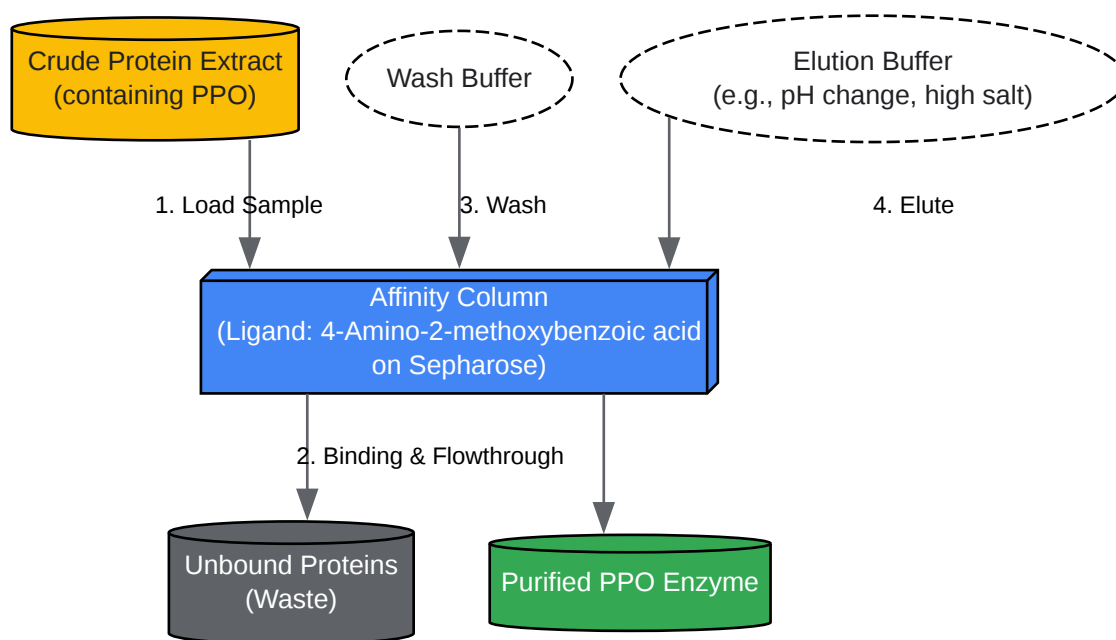 Crude Protein Extract
(containing PPO)
Wash Buffer
Elution Buffer
(e.g., pH change, high salt)
1. Load Sample
3. Wash
4. Elute
Affinity Column
(Ligand: 4-Amino-2-methoxybenzoic acid
on Sepharose)
2. Binding & Flowthrough
Unbound Proteins
(Waste)
Purified PPO Enzyme